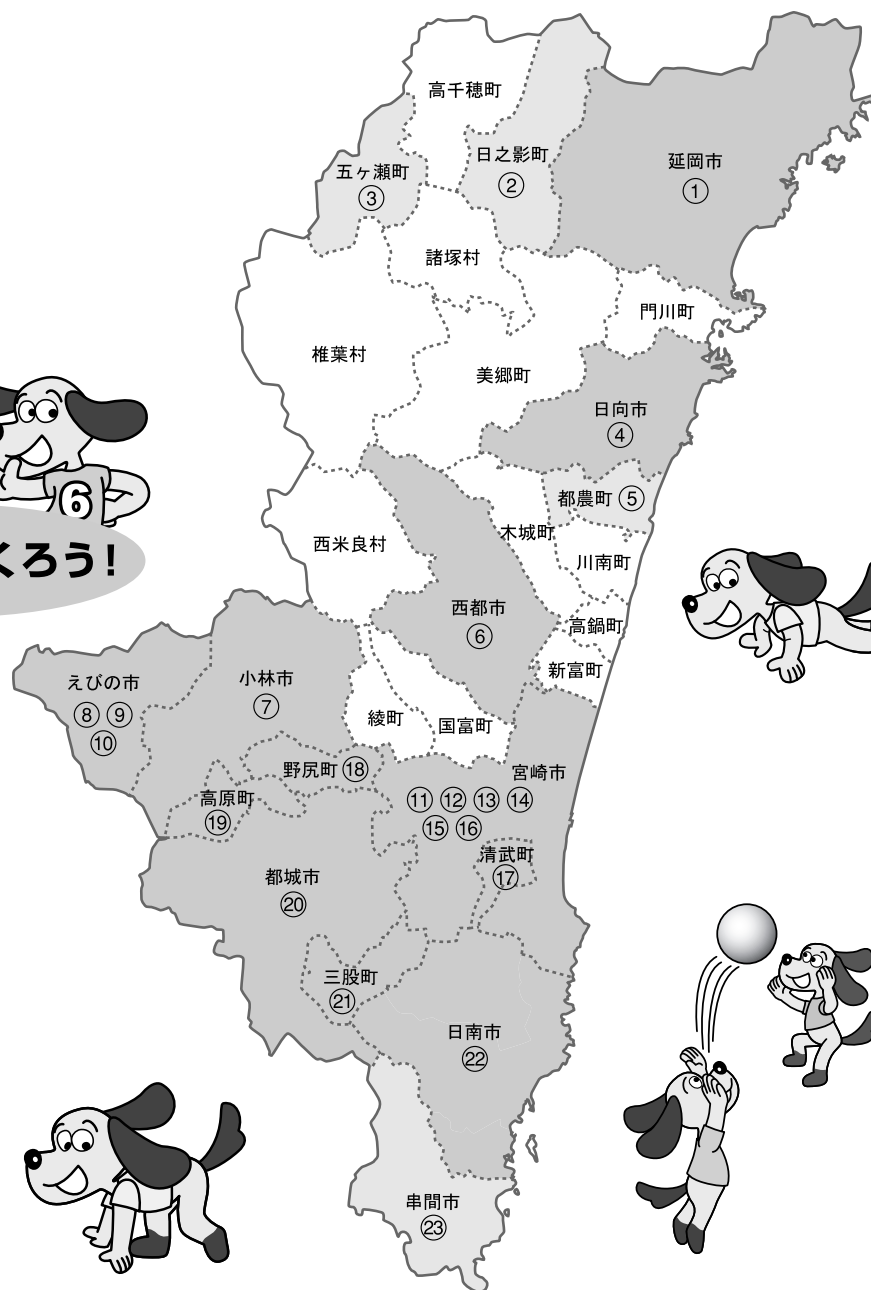 高千穂町
日之影町
②
延岡市
①
五ヶ瀬町
③
諸塚村
門川町
椎葉村
美郷町
日向市
④
都農町 ⑤
木城町
西米良村
川南町
西都市
⑥
高鍋町
新富町
6
くろう!
えびの市
⑧ ⑨
⑩
小林市
⑦
綾町
国富町
野尻町 ⑱
宮崎市
⑪ ⑫ ⑬ ⑭
⑮ ⑯
高原町
⑲
清武町
⑰
都城市
⑳
三股町
㉑
日南市
㉒
串間市
㉓